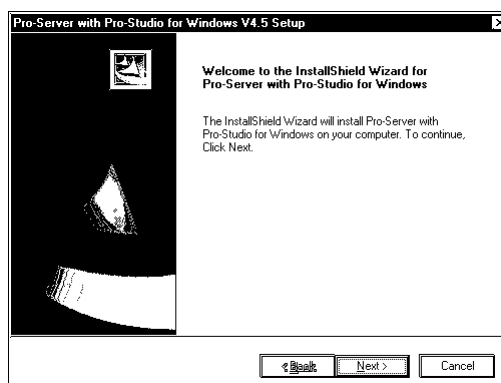 Pro-Server with Pro-Studio for Windows V4.5 Setup
Welcome to the InstallShield Wizard for
Pro-Server with Pro-Studio for Windows
The InstallShield Wizard will install Pro-Server with
Pro-Studio for Windows on your computer. To continue,
Click Next.
< Back
Next >
Cancel